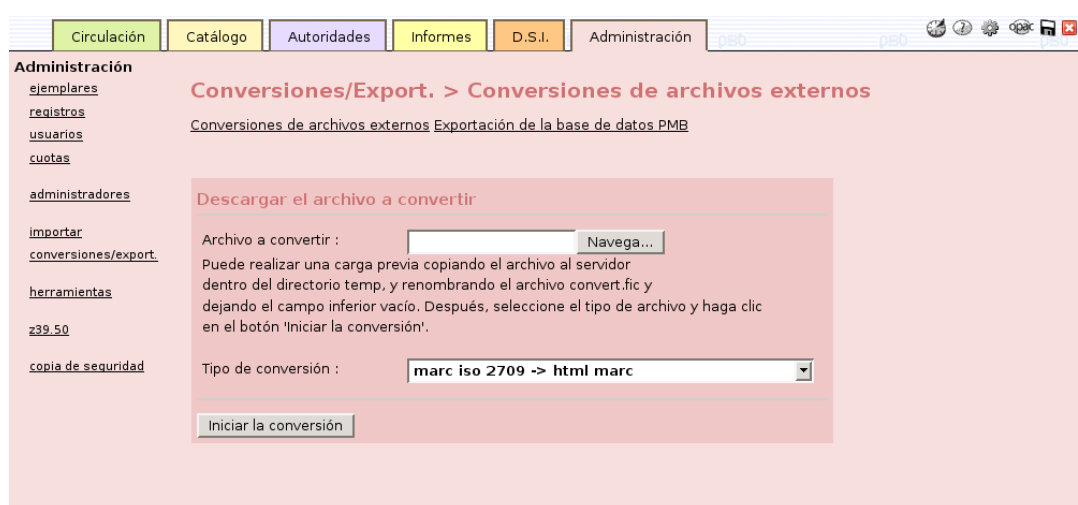 Circulación Catálogo Autoridades Informes D.S.I. Administración opac
Administración
ejemplares
registros
usuarios
cuotas
administradores
importar
conversiones/export.
herramientas
z39.50
copia de seguridad
Conversiones/Export. > Conversiones de archivos externos
Conversiones de archivos externos Exportación de la base de datos PMB
Descargar el archivo a convertir
Archivo a convertir : Navega...
Puede realizar una carga previa copiando el archivo al servidor
dentro del directorio temp, y renombrando el archivo convert.fic y
dejando el campo inferior vacío. Después, seleccione el tipo de archivo y haga clic
en el botón 'Iniciar la conversión'.
Tipo de conversión : marc iso 2709 -> html marc
Iniciar la conversión